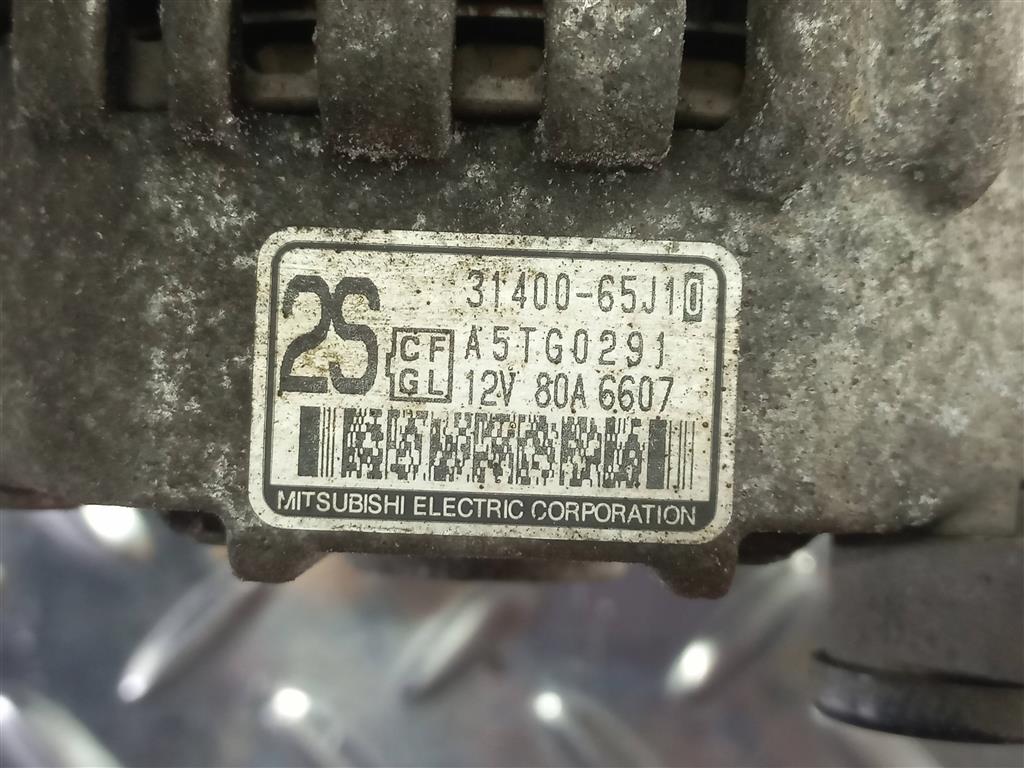 2S
31400-65J10
CF
GL
A5TG0291
12V 80A 6607
MITSUBISHI ELECTRIC CORPORATION